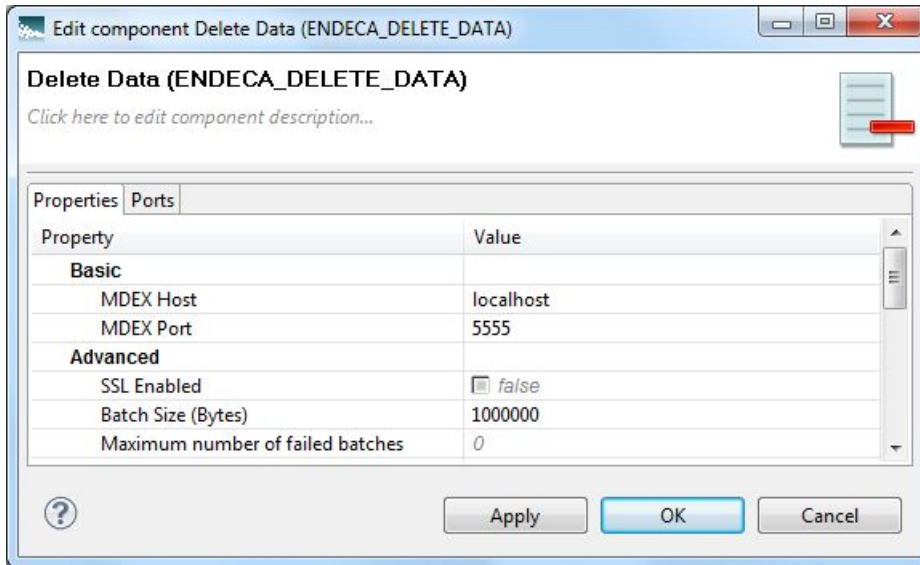 Edit component Delete Data (ENDECA_DELETE_DATA)
Delete Data (ENDECA_DELETE_DATA)
Click here to edit component description...
Properties Ports
Property Value
Basic
MDEX Host localhost
MDEX Port 5555
Advanced
SSL Enabled false
Batch Size (Bytes) 1000000
Maximum number of failed batches 0
? Apply OK Cancel